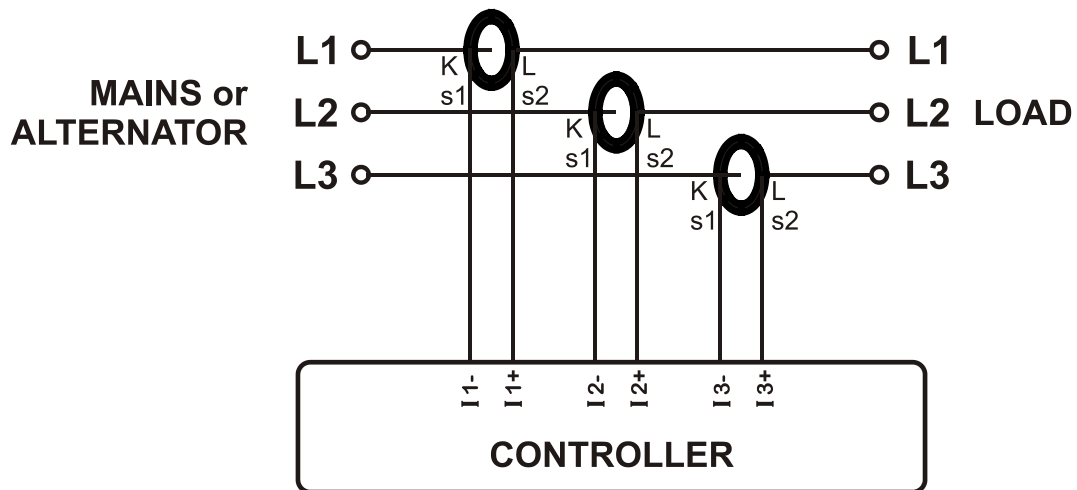 L1
K
L
L1
s1
s2
MAINS or
ALTERNATOR
L2
K
L
L2
LOAD
s1
s2
L3
K
L
L3
s1
s2
I1-
I1+
I2-
I2+
I3-
I3+
CONTROLLER